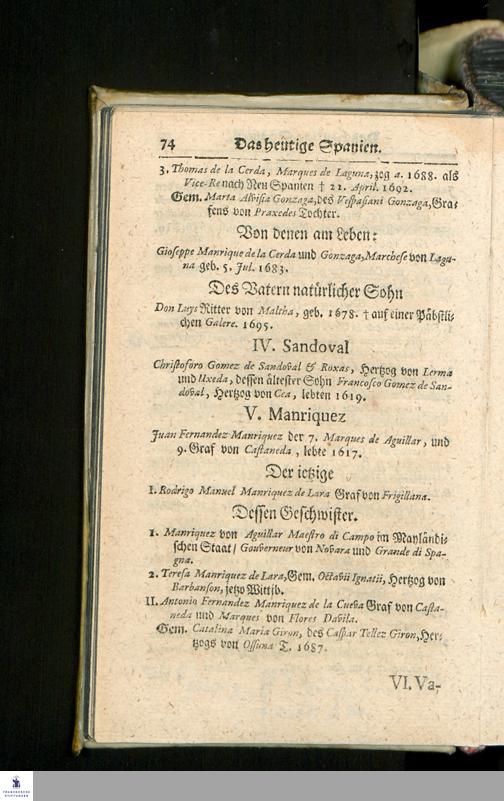 74 Das heutige Spanien.
3. Thomas de la Cerda, Marques de Laguna, zog a. 1688. als
Vice-Re nach Neu Spanien † 22. April. 1692.
Gem. Maria Alvisia Gonzaga, des Vespasiani Gonzaga, Gra-
fens von Praxedes Tochter.
Von denen am Leben:
Gioseppe Manrique de la Cerda und Gonzaga, Marchese von Lagu-
na geb. 5. Jul. 1683.
Des Vatern natürlicher Sohn
Don Luys Ritter von Maltha, geb. 1678. † auf einer Päbstli-
chen Galere. 1695.
IV. Sandoval
Christoforo Gomez de Sandoval & Roxas, Hertzog von Lerma
und Uxeda, dessen ältester Sohn Francosco Gomez de San-
doval, Hertzog von Cea, lebten 1619.
V. Manriquez
Juan Fernandez Manriquez der 7. Marques de Aguillar, und
9. Graf von Castaneda, lebte 1617.
Der ietzige
I. Rodrigo Manuel Manriquez de Lara Graf von Frigillana.
Dessen Geschwister.
1. Manriquez von Aguillar Maestro di Campo im Mayländi-
schen Staat / Gouverneur von Novara und Grande di Spa-
gna.
2. Teresa Manriquez de Lara, Gem. Octavii Ignatii, Hertzog von
Barbanson, jetzo Wittib.
II. Antonio Fernandez Manriquez de la Cueva Graf von Casta-
neda und Marques von Flores Davila.
Gem. Catalina Maria Giron, des Caspar Tellez Giron, Her-
tzogs von Ossuna T. 1687.
VI. Va-
FRANCKESCHE
STIFTUNGEN